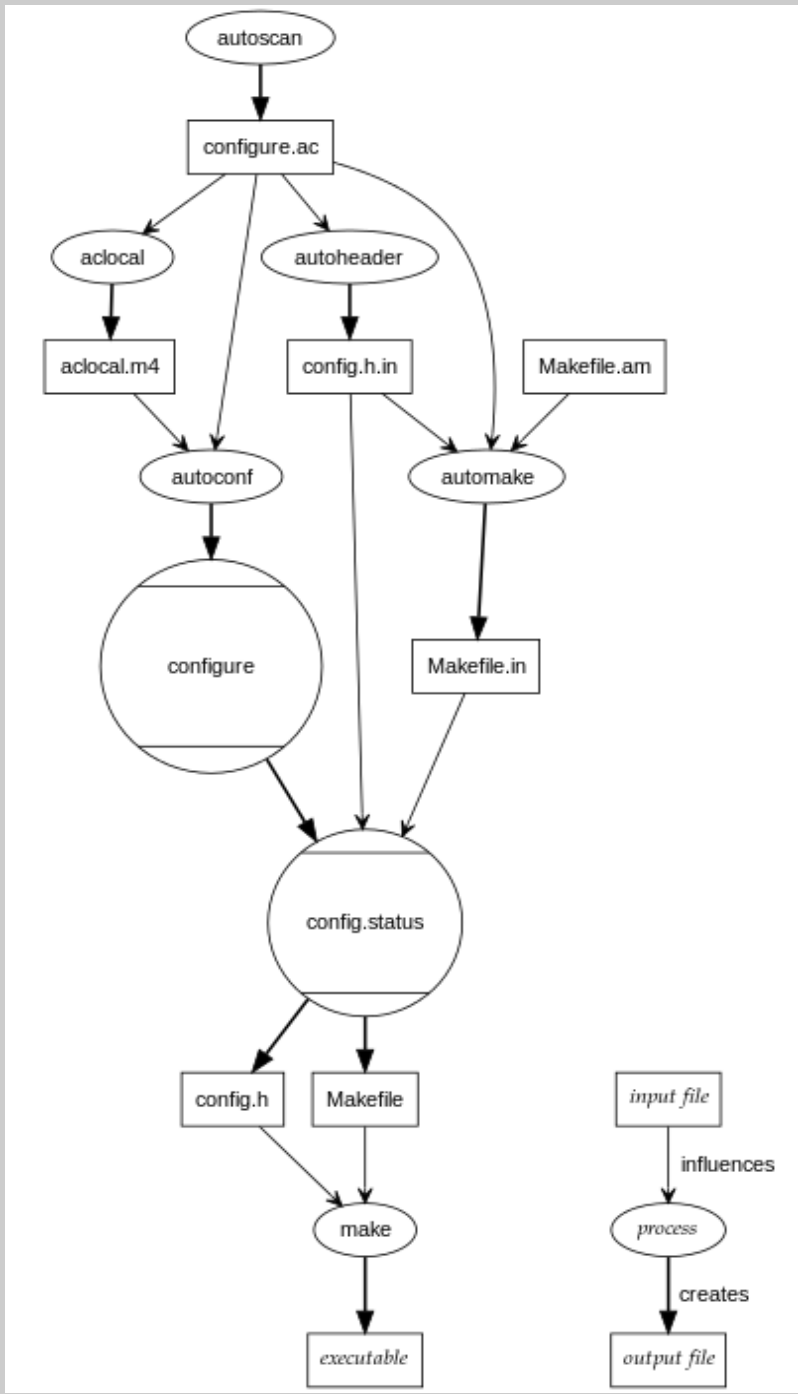 autoscan
configure.ac
aclocal
autoheader
aclocal.m4
config.h.in
Makefile.am
autoconf
automake
configure
Makefile.in
config.status
config.h
Makefile
input file
influences
make
process
creates
executable
output file